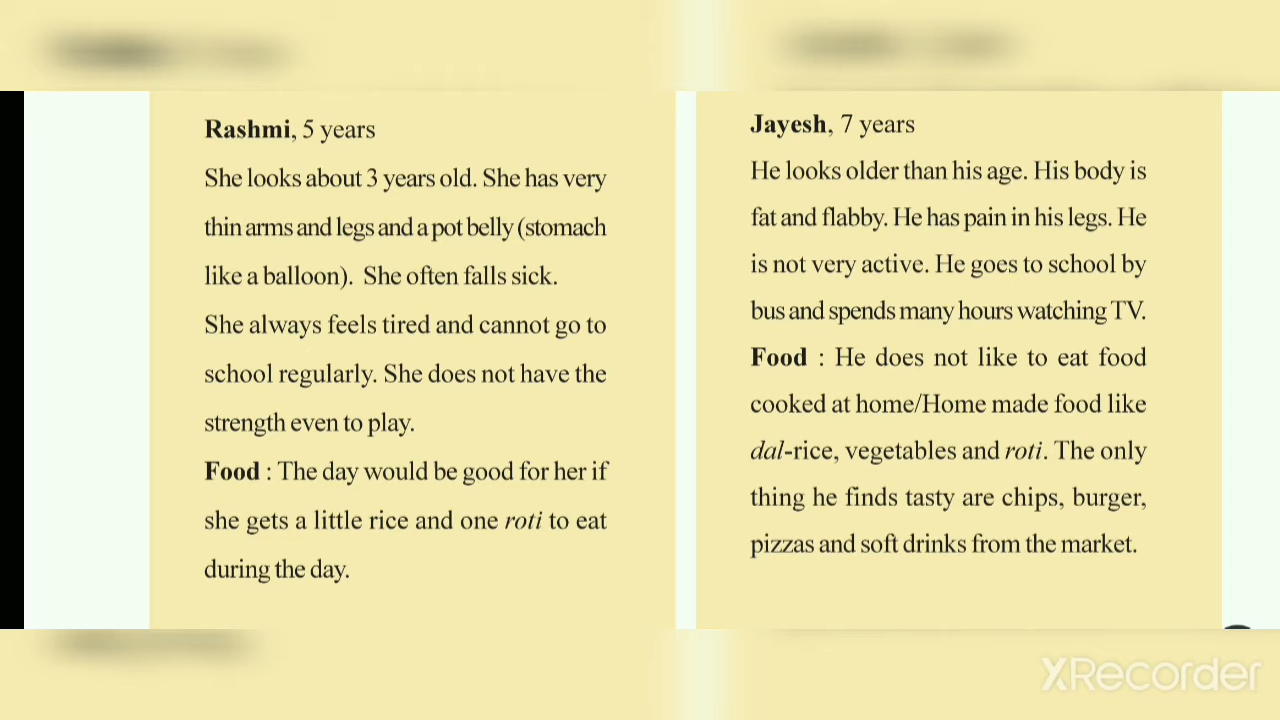 Rashmi, 5 years
She looks about 3 years old. She has very
thin arms and legs and a pot belly (stomach
like a balloon). She often falls sick.
She always feels tired and cannot go to
school regularly. She does not have the
strength even to play.
Food : The day would be good for her if
she gets a little rice and one roti to eat
during the day.
Jayesh, 7 years
He looks older than his age. His body is
fat and flabby. He has pain in his legs. He
is not very active. He goes to school by
bus and spends many hours watching TV.
Food : He does not like to eat food
cooked at home/Home made food like
dal-rice, vegetables and roti. The only
thing he finds tasty are chips, burger,
pizzas and soft drinks from the market.
XRecorder